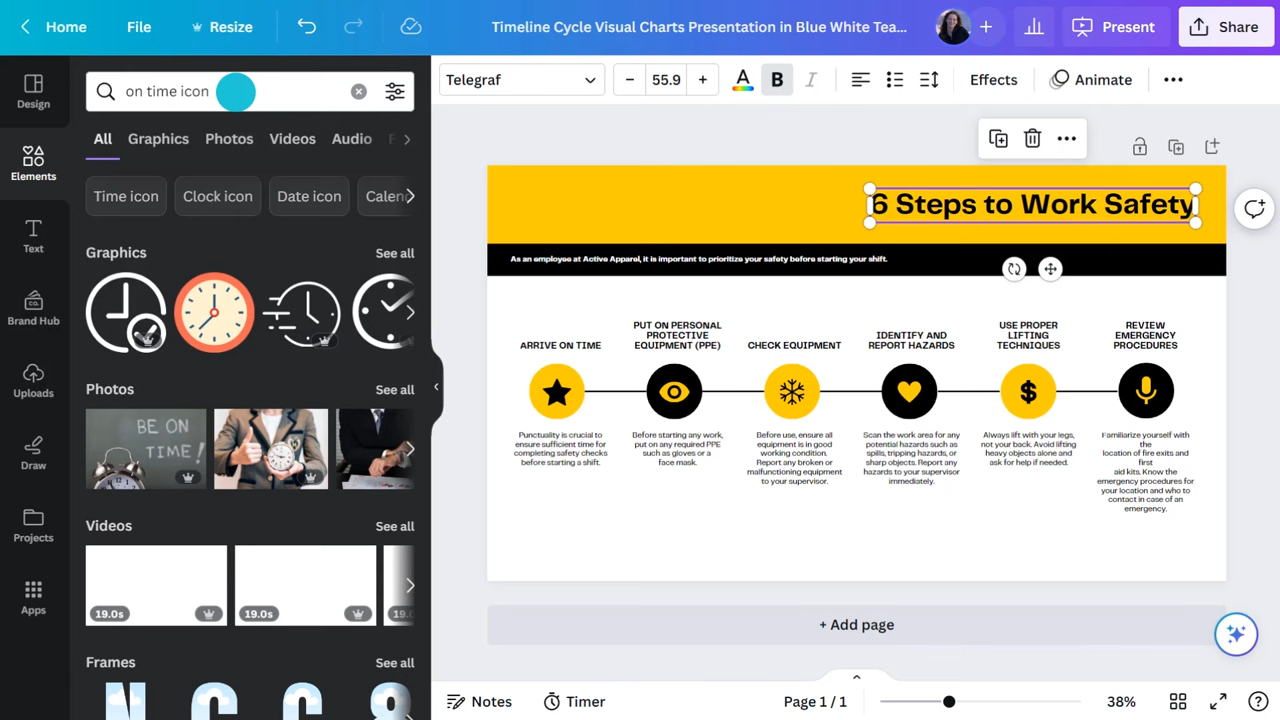 Home
File
Resize
Timeline Cycle Visual Charts Presentation in Blue White Tea...
Present
Share
on time icon
Telegraf
55.9
A
B
I
Effects
Animate
Design
Elements
Text
Brand Hub
Uploads
Draw
Projects
Apps
All
Graphics
Photos
Videos
Audio
Time icon
Clock icon
Date icon
Graphics
See all
Photos
See all
BE ON
TIME!
Videos
See all
19.0s
19.0s
Frames
See all
6 Steps to Work Safety
As an employee at Active Apparel, it is important to prioritize your safety before starting your shift.
ARRIVE ON TIME
Punctuality is crucial to
ensure sufficient time for
completing safety checks
before starting a shift.
PUT ON PERSONAL
PROTECTIVE
EQUIPMENT (PPE)
Before starting any work,
put on any required PPE
such as gloves or a
face mask.
CHECK EQUIPMENT
Before use, ensure all
equipment is in good
working condition.
Report any broken or
malfunctioning equipment
to your supervisor.
IDENTIFY AND
REPORT HAZARDS
Scan the work area for any
potential hazards such as
spills, tripping hazards, or
sharp objects. Report any
hazards to your supervisor
immediately.
USE PROPER
LIFTING
TECHNIQUES
$
Always lift with your legs,
not your back. Avoid lifting
heavy objects alone and
ask for help if needed.
REVIEW
EMERGENCY
PROCEDURES
Familiarize yourself with
the
location of fire exits and
first
aid kits. Know the
emergency procedures for
your location and who to
contact in case of an
emergency.
+ Add page
Notes
Timer
Page 1 / 1
38%